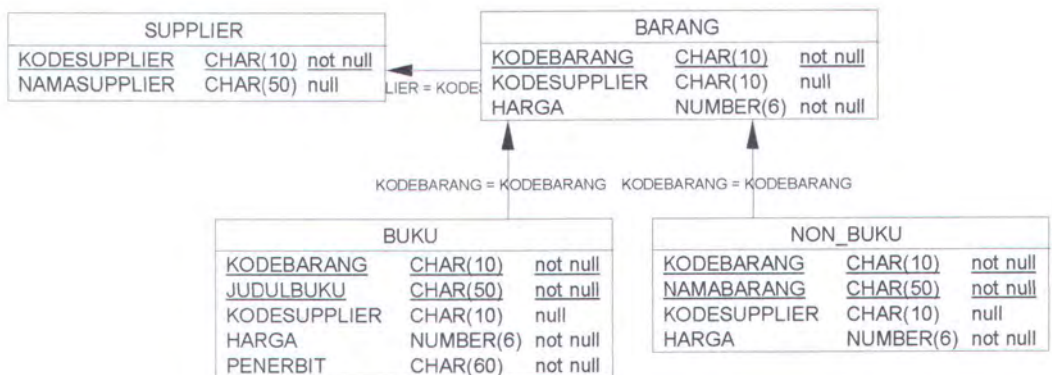 SUPPLIER
KODESUPPLIER CHAR(10) not null
NAMASUPPLIER CHAR(50) null
LIER = KODES
BARANG
KODEBARANG CHAR(10) not null
KODESUPPLIER CHAR(10) null
HARGA NUMBER(6) not null
KODEBARANG = KODEBARANG
KODEBARANG = KODEBARANG
BUKU
KODEBARANG CHAR(10) not null
JUDULBUKU CHAR(50) not null
KODESUPPLIER CHAR(10) null
HARGA NUMBER(6) not null
PENERBIT CHAR(60) not null
NON_BUKU
KODEBARANG CHAR(10) not null
NAMABARANG CHAR(50) not null
KODESUPPLIER CHAR(10) null
HARGA NUMBER(6) not null